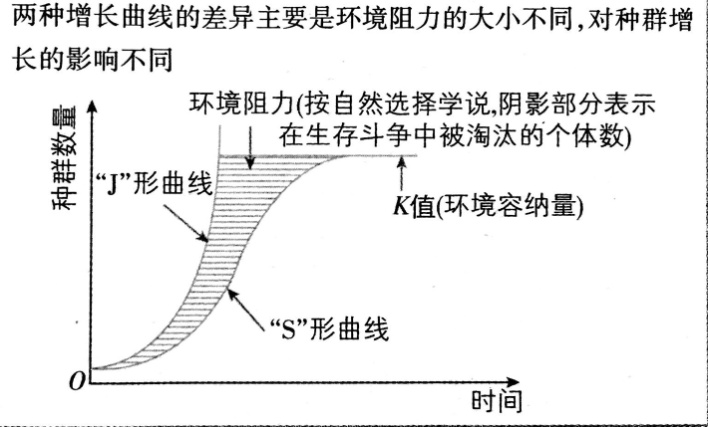 两种增长曲线的差异主要是环境阻力的大小不同,对种群增
长的影响不同
环境阻力(按自然选择学说,阴影部分表示
在生存斗争中被淘汰的个体数)
种群数量
“J”形曲线
K值(环境容纳量)
“S”形曲线
O
时间